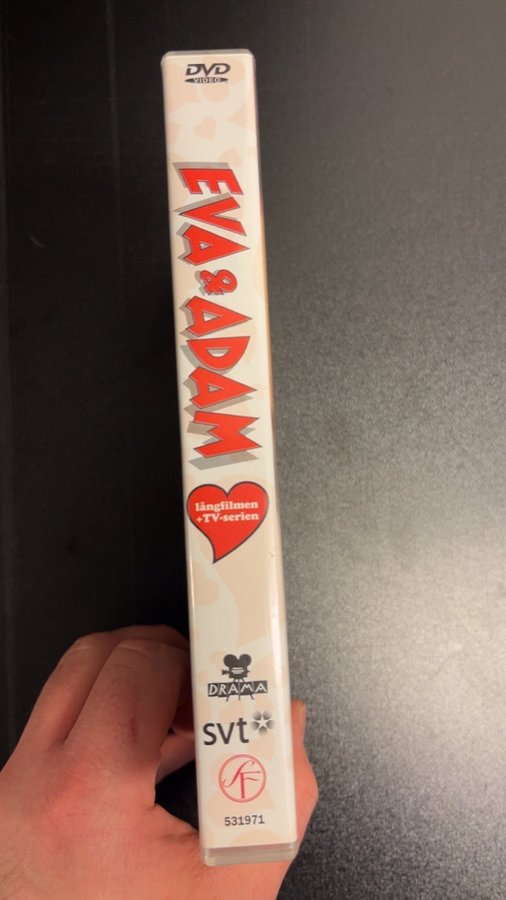 DVD
VIDEO
EVA & ADAM
långfilmen
+TV-serien
DRAMA
svt
SF
531971